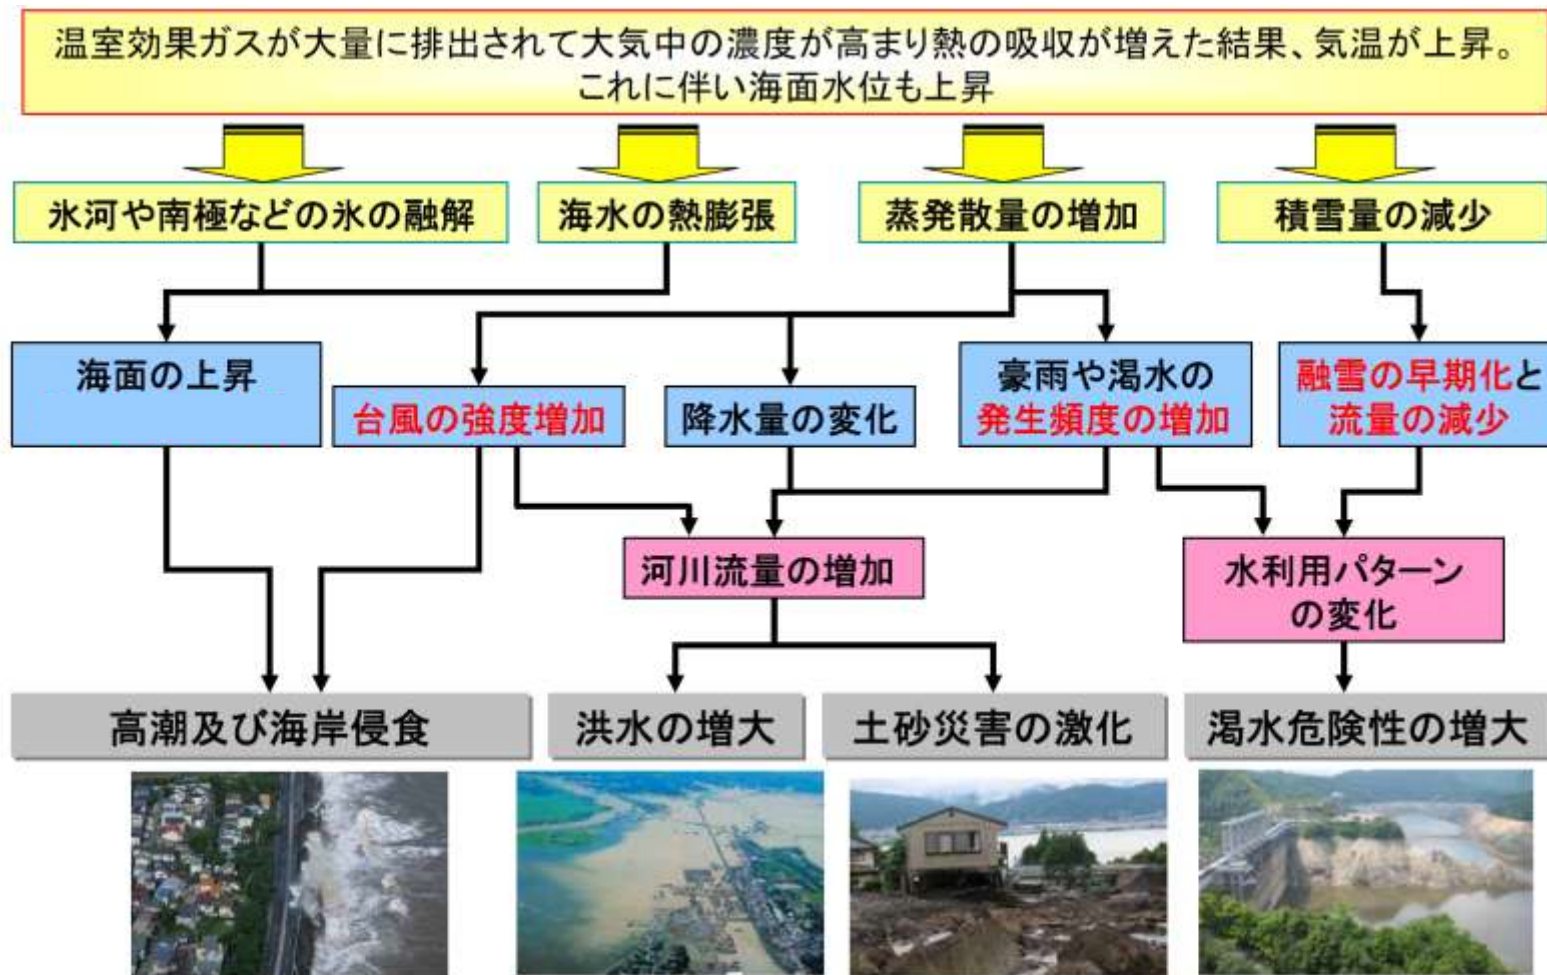 温室効果ガスが大量に排出されて大気中の濃度が高まり熱の吸収が増えた結果、気温が上昇。
これに伴い海面水位も上昇
氷河や南極などの氷の融解
海水の熱膨張
蒸発散量の増加
積雪量の減少
海面の上昇
台風の強度増加
降水量の変化
豪雨や渇水の
発生頻度の増加
融雪の早期化と
流量の減少
河川流量の増加
水利用パターン
の変化
高潮及び海岸侵食
洪水の増大
土砂災害の激化
渇水危険性の増大